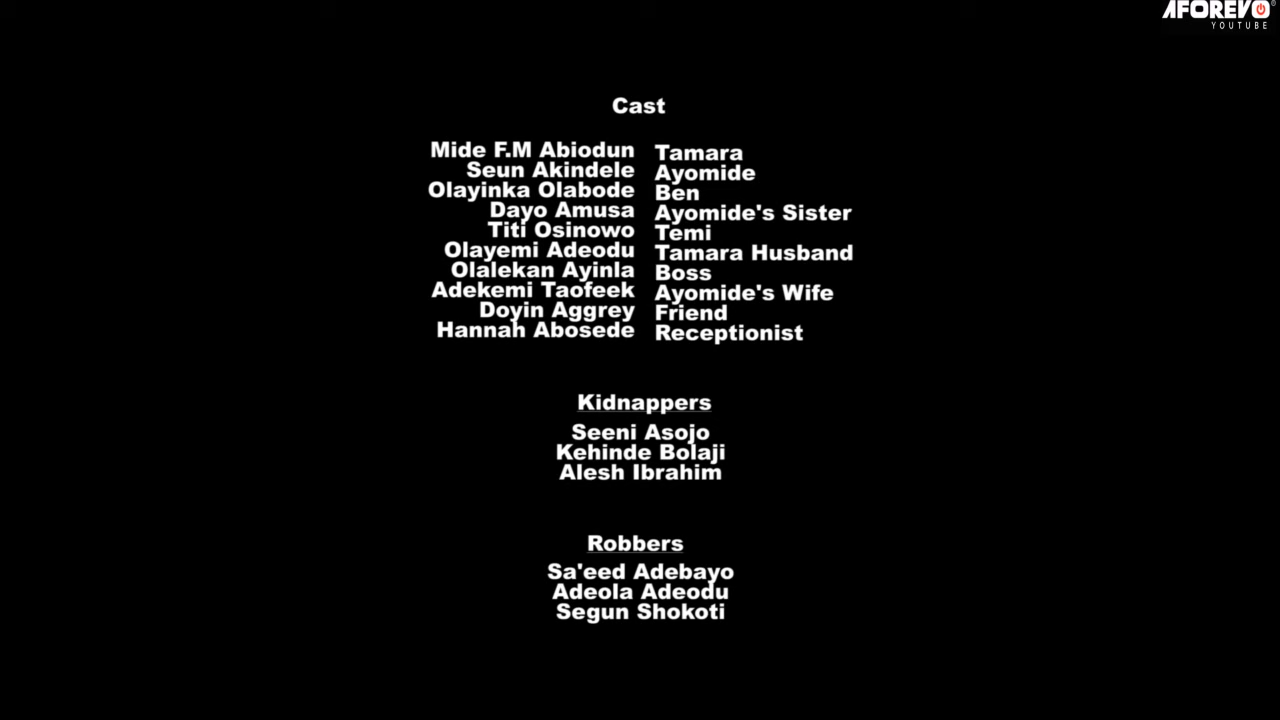 AFOREVO
YOUTUBE
Cast
Mide F.M Abiodun Tamara
Seun Akindele Ayomide
Olayinka Olabode Ben
Dayo Amusa Ayomide's Sister
Titi Osinowo Temi
Olayemi Adeodu Tamara Husband
Olalekan Ayinla Boss
Adekemi Taofeek Ayomide's Wife
Doyin Aggrey Friend
Hannah Abosede Receptionist
Kidnappers
Seeni Asojo
Kehinde Bolaji
Alesh Ibrahim
Robbers
Sa'eed Adebayo
Adeola Adeodu
Segun Shokoti